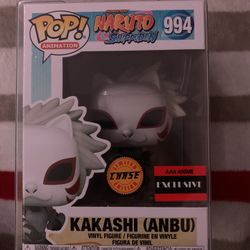 POP!
ANIMATION
NARUTO
SHIPPUDEN
994
LIMITED
CHASE
EDITION
AAA ANIME
EXCLUSIVE
KAKASHI (ANBU)
VINYL FIGURE / FIGURINE EN VINYLE
FIGURA DE VINIL